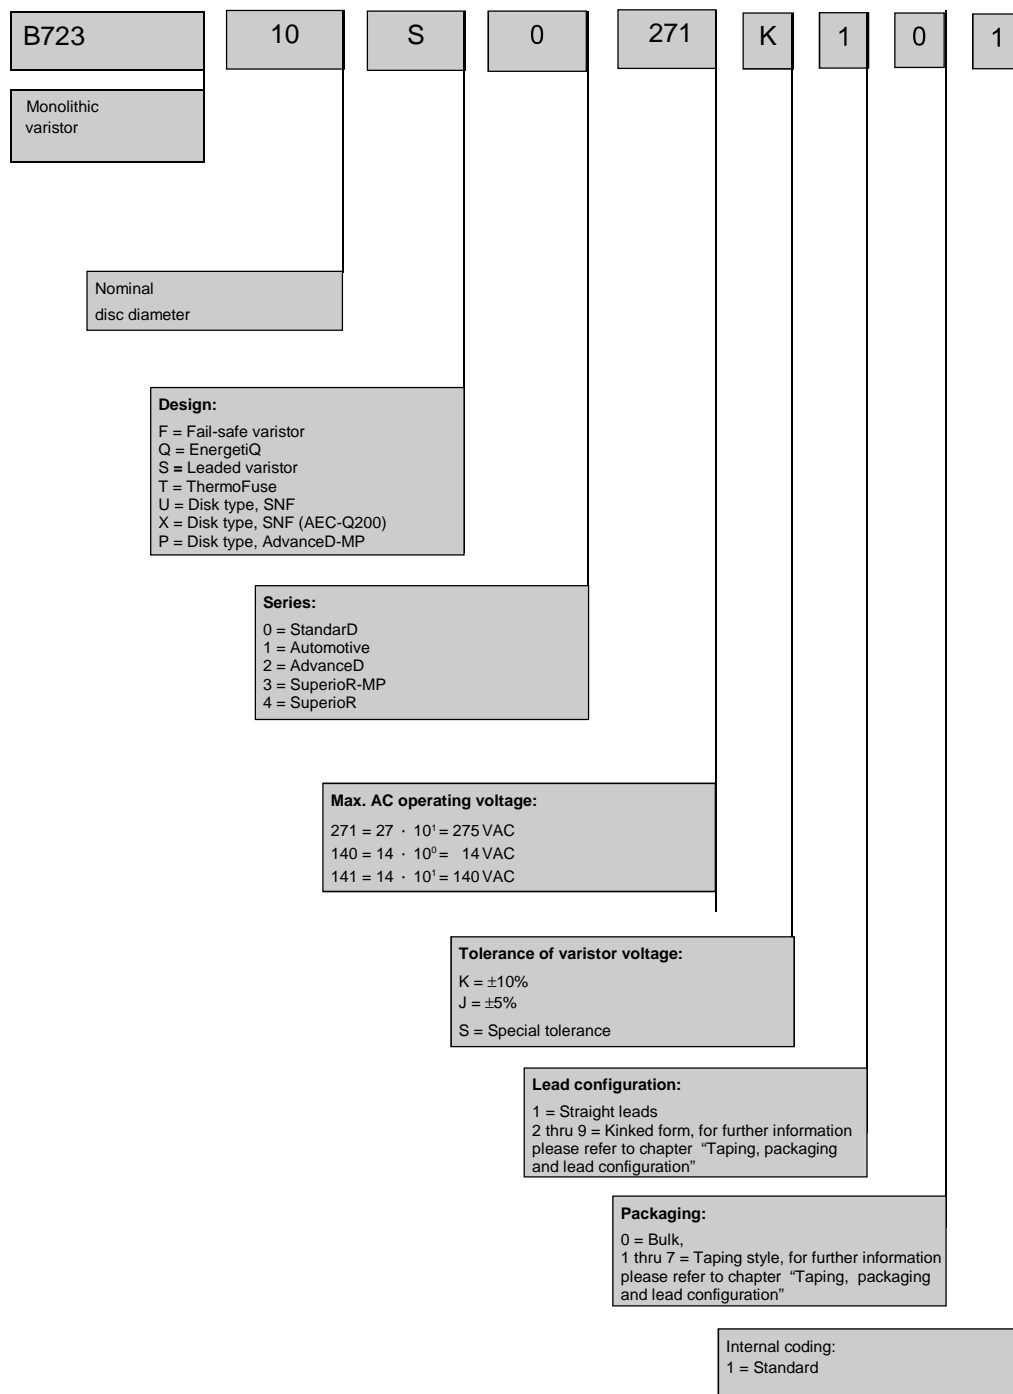 B723 10 S 0 271 K 1 0 1
Monolithic
varistor
Nominal
disc diameter
Design:
F = Fail-safe varistor
Q = EnergetiQ
S = Leaded varistor
T = ThermoFuse
U = Disk type, SNF
X = Disk type, SNF (AEC-Q200)
P = Disk type, AdvanceD-MP
Series:
0 = StandarD
1 = Automotive
2 = AdvanceD
3 = SuperioR-MP
4 = SuperioR
Max. AC operating voltage:
271 = 27 · 10¹ = 275 VAC
140 = 14 · 10⁰ = 14 VAC
141 = 14 · 10¹ = 140 VAC
Tolerance of varistor voltage:
K = ±10%
J = ±5%
S = Special tolerance
Lead configuration:
1 = Straight leads
2 thru 9 = Kinked form, for further information
please refer to chapter “Taping, packaging
and lead configuration”
Packaging:
0 = Bulk,
1 thru 7 = Taping style, for further information
please refer to chapter “Taping, packaging
and lead configuration”
Internal coding:
1 = Standard